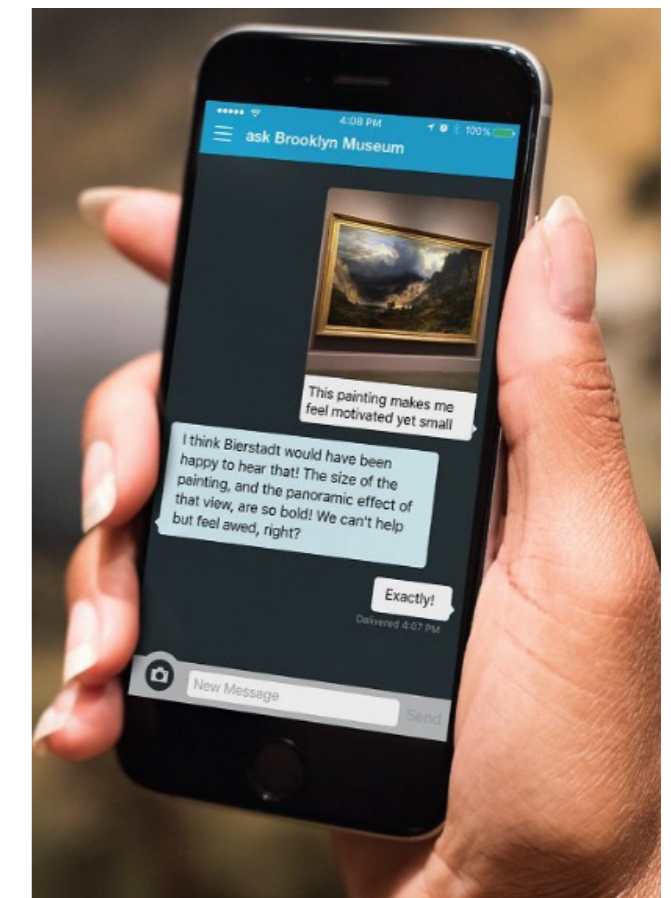 4:08 PM
100%
ask Brooklyn Museum
This painting makes me
feel motivated yet small
I think Bierstadt would have been
happy to hear that! The size of the
painting, and the panoramic effect of
that view, are so bold! We can't help
but feel awed, right?
Exactly!
Delivered 4:07 PM
New Message
Send